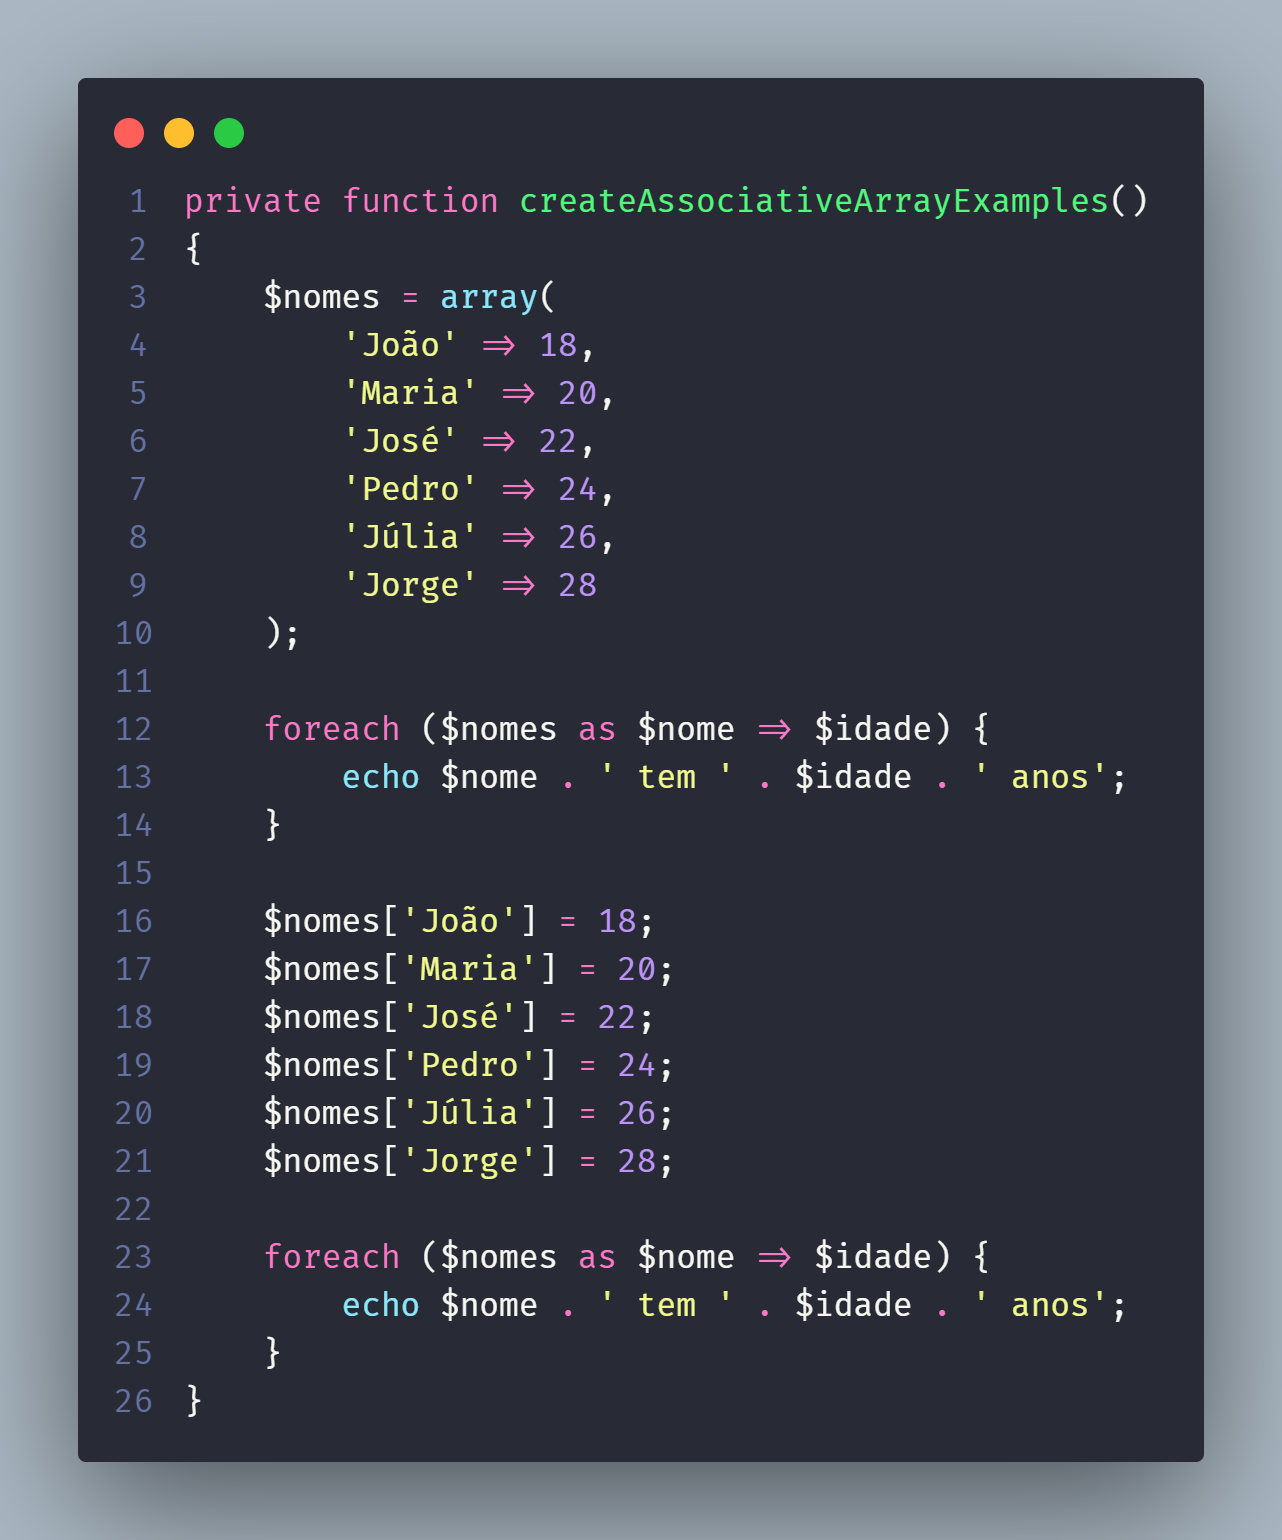 1 private function createAssociativeArrayExamples()
2 {
3     $nomes = array(
4         'João' => 18,
5         'Maria' => 20,
6         'José' => 22,
7         'Pedro' => 24,
8         'Júlia' => 26,
9         'Jorge' => 28
10     );
11
12     foreach ($nomes as $nome => $idade) {
13         echo $nome . ' tem ' . $idade . ' anos';
14     }
15
16     $nomes['João'] = 18;
17     $nomes['Maria'] = 20;
18     $nomes['José'] = 22;
19     $nomes['Pedro'] = 24;
20     $nomes['Júlia'] = 26;
21     $nomes['Jorge'] = 28;
22
23     foreach ($nomes as $nome => $idade) {
24         echo $nome . ' tem ' . $idade . ' anos';
25     }
26 }